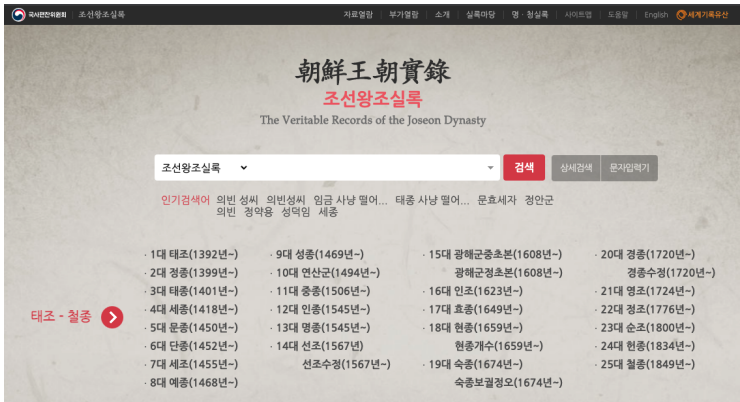 국사편찬위원회 조선왕조실록 자료열람 부가열람 소개 실록마당 명·청실록 사이트맵 도움말 English 세계기록유산
朝鮮王朝實錄
조선왕조실록
The Veritable Records of the Joseon Dynasty
조선왕조실록 검색 상세검색 문자입력기
인기검색어 의빈 성씨 의빈성씨 임금 사냥 떨어... 태종 사냥 떨어... 문효세자 정안군
의빈 정약용 성덕임 세종
· 1대 태조(1392년~) · 9대 성종(1469년~) · 15대 광해군중초본(1608년~) · 20대 경종(1720년~)
· 2대 정종(1399년~) · 10대 연산군(1494년~) 광해군정초본(1608년~) 경종수정(1720년~)
· 3대 태종(1401년~) · 11대 중종(1506년~) · 16대 인조(1623년~) · 21대 영조(1724년~)
태조 - 철종 · 4대 세종(1418년~) · 12대 인종(1545년~) · 17대 효종(1649년~) · 22대 정조(1776년~)
· 5대 문종(1450년~) · 13대 명종(1545년~) · 18대 현종(1659년~) · 23대 순조(1800년~)
· 6대 단종(1452년~) · 14대 선조(1567년) 현종개수(1659년~) · 24대 헌종(1834년~)
· 7대 세조(1455년~) 선조수정(1567년~) · 19대 숙종(1674년~) · 25대 철종(1849년~)
· 8대 예종(1468년~) 숙종보궐정오(1674년~)